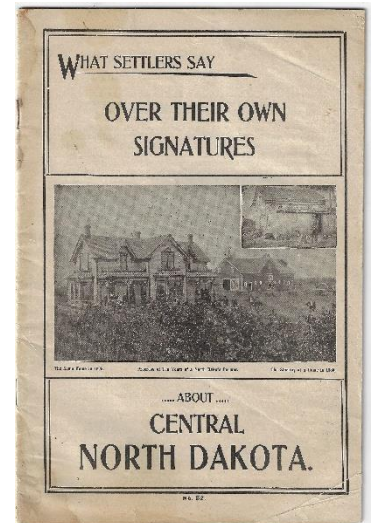 WHAT SETTLERS SAY
OVER THEIR OWN
SIGNATURES
..... ABOUT .....
CENTRAL
NORTH DAKOTA.